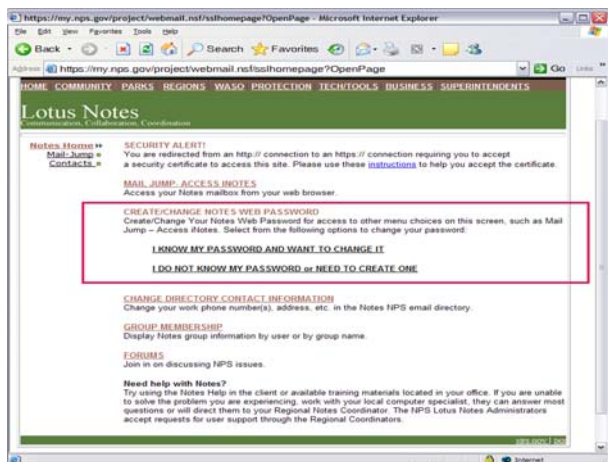 https://my.nps.gov/project/webmail.nsf/sslhomepage?OpenPage - Microsoft Internet Explorer
File Edit View Favorites Tools Help
Back Search Favorites
Address https://my.nps.gov/project/webmail.nsf/sslhomepage?OpenPage Go Links
HOME COMMUNITY PARKS REGIONS WASO PROTECTION TECH/TOOLS BUSINESS SUPERINTENDENTS
Lotus Notes
Communication, Collaboration, Coordination
Notes Home
Mail-Jump
Contacts
SECURITY ALERT!
You are redirected from an http:// connection to an https:// connection requiring you to accept
a security certificate to access this site. Please use these instructions to help you accept the certificate.
MAIL JUMP- ACCESS INOTES
Access your Notes mailbox from your web browser.
CREATE/CHANGE NOTES WEB PASSWORD
Create/Change Your Notes Web Password for access to other menu choices on this screen, such as Mail
Jump – Access iNotes. Select from the following options to change your password:
I KNOW MY PASSWORD AND WANT TO CHANGE IT
I DO NOT KNOW MY PASSWORD or NEED TO CREATE ONE
CHANGE DIRECTORY CONTACT INFORMATION
Change your work phone number(s), address, etc. in the Notes NPS email directory.
GROUP MEMBERSHIP
Display Notes group information by user or by group name.
FORUMS
Join in on discussing NPS issues.
Need help with Notes?
Try using the Notes Help in the client or available training materials located in your office. If you are unable
to solve the problem you are experiencing, work with your local computer specialist, they can answer most
questions or will direct them to your Regional Notes Coordinator. The NPS Lotus Notes Administrators
accept requests for user support through the Regional Coordinators.
nps.gov
Internet